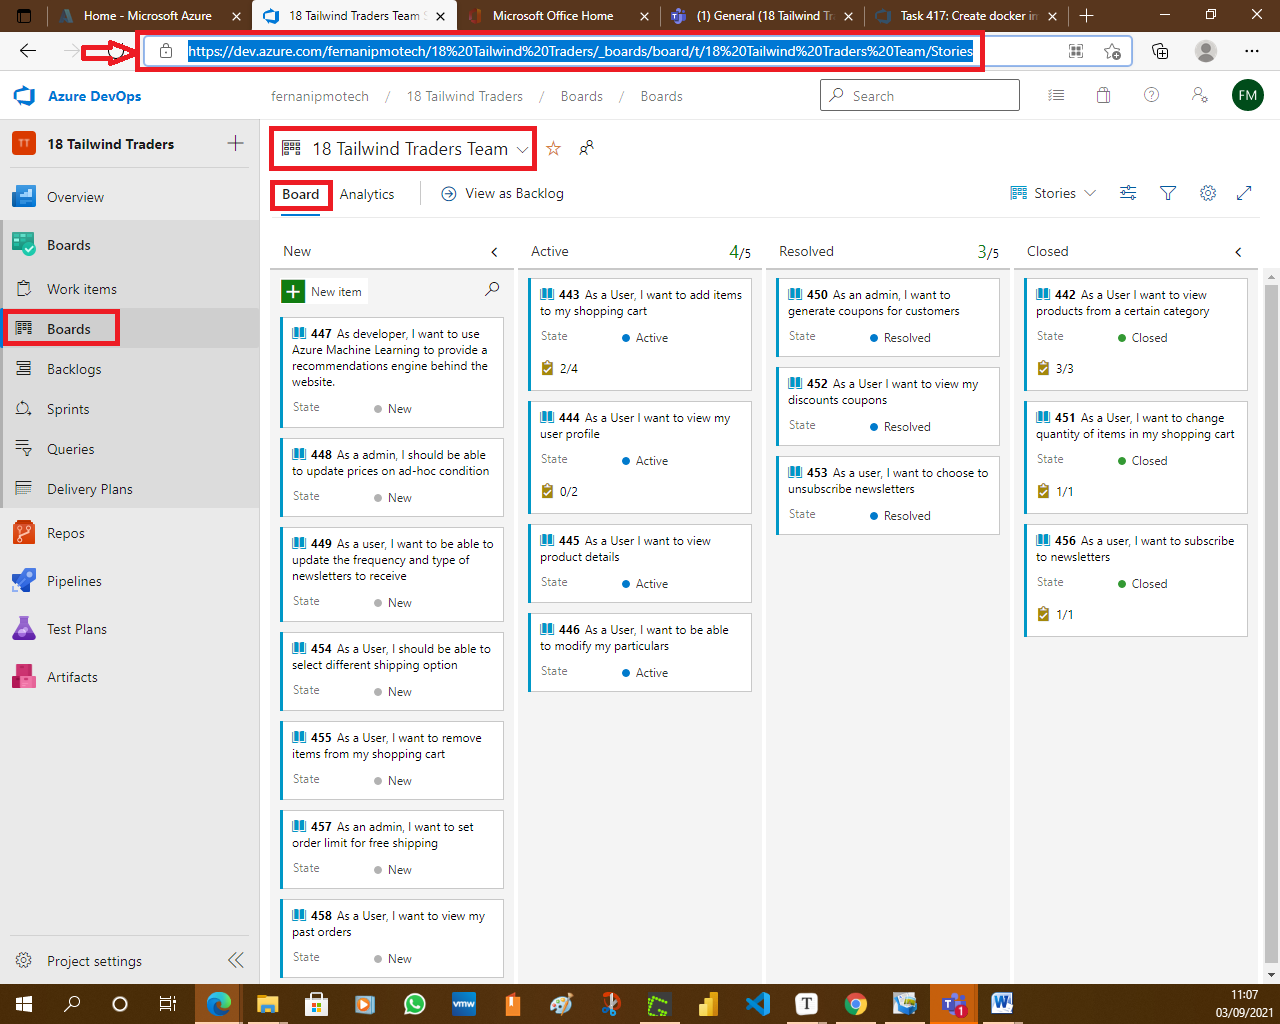 Home - Microsoft Azure
18 Tailwind Traders Team S
Microsoft Office Home
(1) General (18 Tailwind Tra
Task 417: Create docker im
https://dev.azure.com/fernanipmotech/18%20Tailwind%20Traders/_boards/board/t/18%20Tailwind%20Traders%20Team/Stories
Azure DevOps
fernanipmotech / 18 Tailwind Traders / Boards / Boards
Search
FM
TT 18 Tailwind Traders
Overview
Boards
Work items
Boards
Backlogs
Sprints
Queries
Delivery Plans
Repos
Pipelines
Test Plans
Artifacts
Project settings
18 Tailwind Traders Team
Board Analytics View as Backlog
Stories
New
New item
447 As developer, I want to use
Azure Machine Learning to provide a
recommendations engine behind the
website.
State New
448 As a admin, I should be able
to update prices on ad-hoc condition
State New
449 As a user, I want to be able to
update the frequency and type of
newsletters to receive
State New
454 As a User, I should be able to
select different shipping option
State New
455 As a User, I want to remove
items from my shopping cart
State New
457 As an admin, I want to set
order limit for free shipping
State New
458 As a User, I want to view my
past orders
State New
Active 4/5
443 As a User, I want to add items
to my shopping cart
State Active
2/4
444 As a User I want to view my
user profile
State Active
0/2
445 As a User I want to view
product details
State Active
446 As a User, I want to be able
to modify my particulars
State Active
Resolved 3/5
450 As an admin, I want to
generate coupons for customers
State Resolved
452 As a User I want to view my
discounts coupons
State Resolved
453 As a user, I want to choose to
unsubscribe newsletters
State Resolved
Closed
442 As a User I want to view
products from a certain category
State Closed
3/3
451 As a User, I want to change
quantity of items in my shopping cart
State Closed
1/1
456 As a user, I want to subscribe
to newsletters
State Closed
1/1
vmw
T
1
W
11:07
03/09/2021